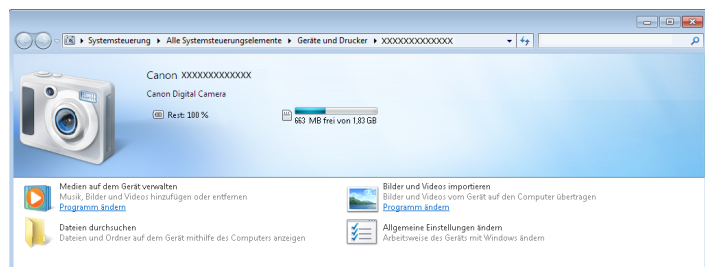 Systemsteuerung ▸ Alle Systemsteuerungselemente ▸ Geräte und Drucker ▸ XXXXXXXXXXXXX
Canon XXXXXXXXXXXXX
Canon Digital Camera
Rest: 100 %
663 MB frei von 1,83 GB
Medien auf dem Gerät verwalten
Musik, Bilder und Videos hinzufügen oder entfernen
Programm ändern
Bilder und Videos importieren
Bilder und Videos vom Gerät auf den Computer übertragen
Programm ändern
Dateien durchsuchen
Dateien und Ordner auf dem Gerät mithilfe des Computers anzeigen
Allgemeine Einstellungen ändern
Arbeitsweise des Geräts mit Windows ändern